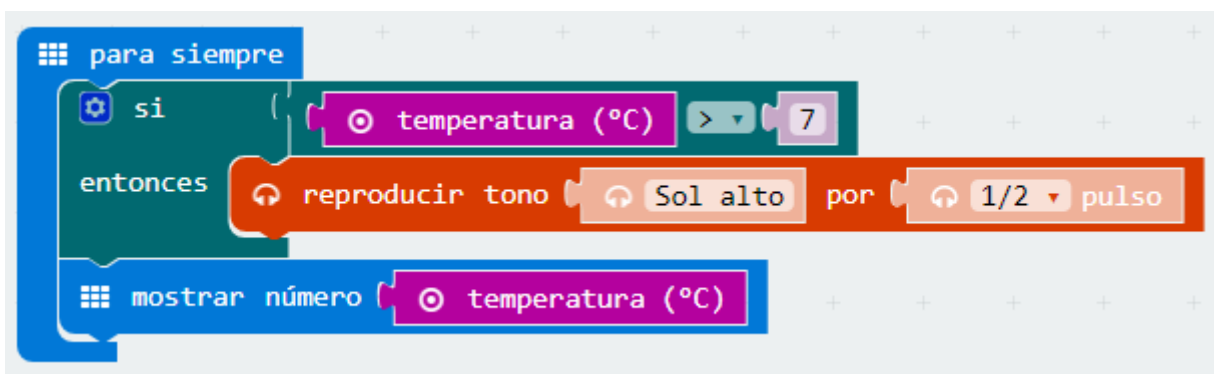 para siempre
si temperatura (°C) > 7
entonces reproducir tono Sol alto por 1/2 pulso
mostrar número temperatura (°C)